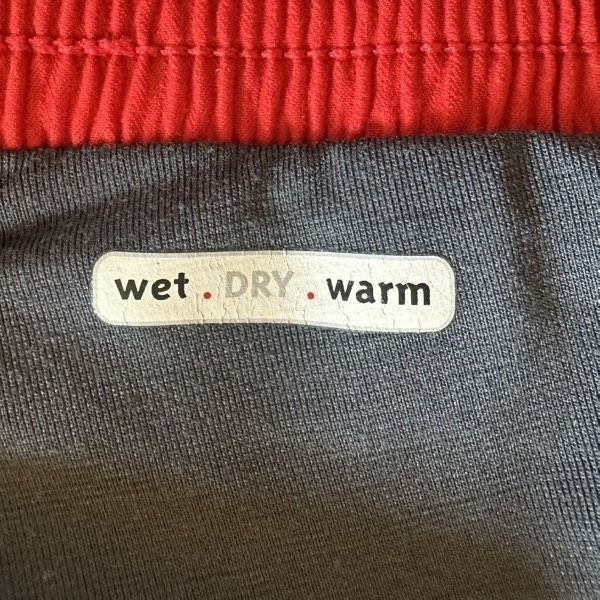 wet . DRY . warm